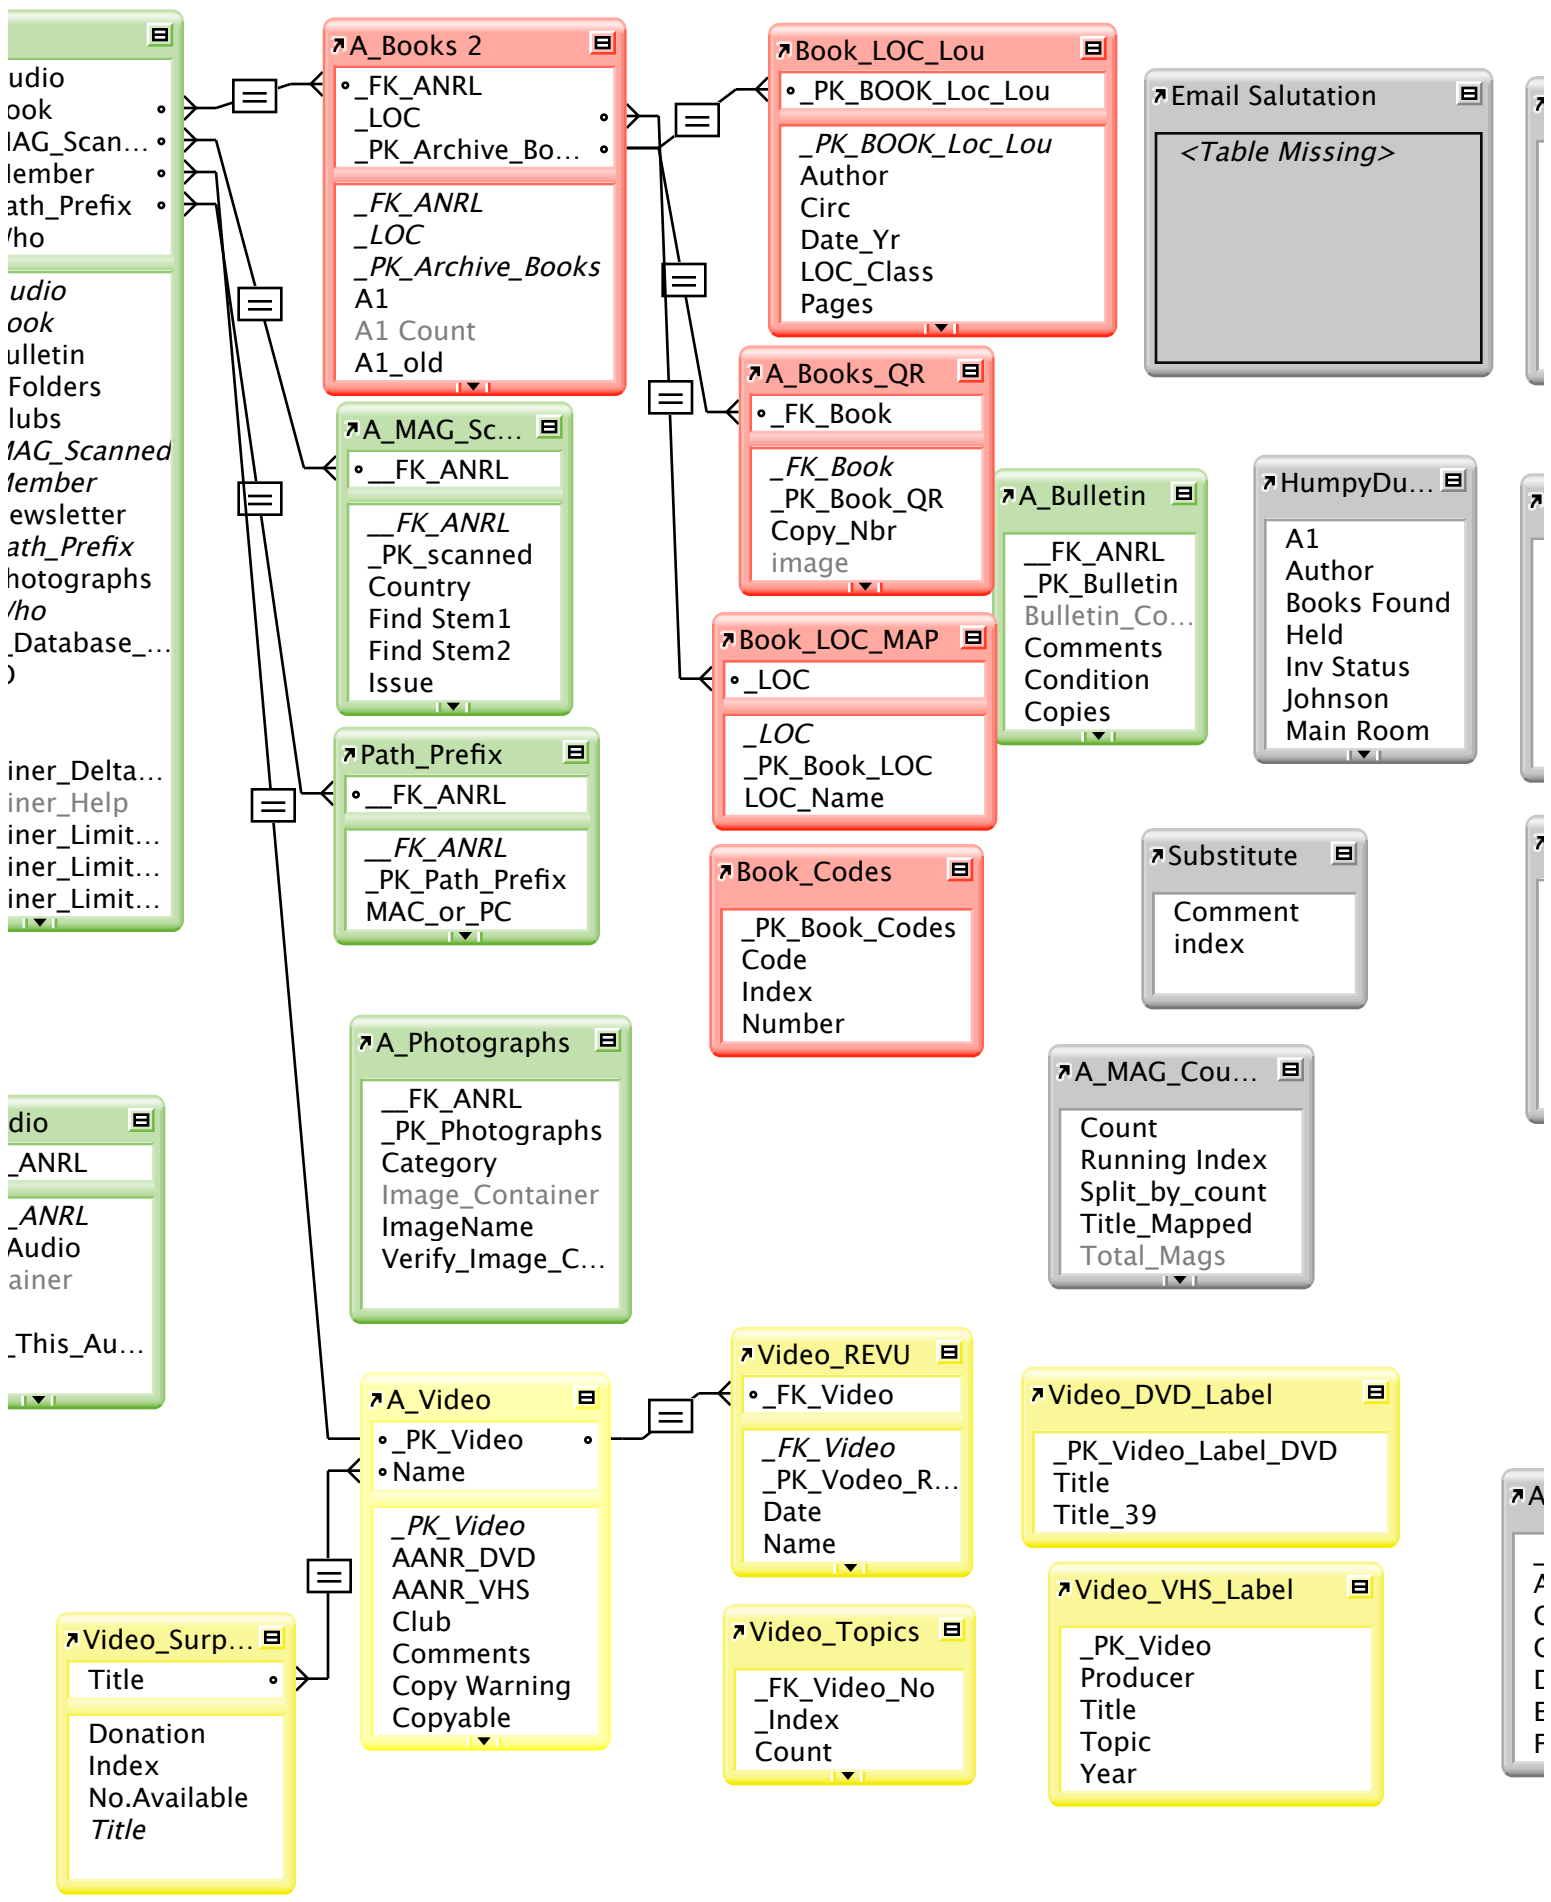 udio
ook
MAG_Scan...
ember
ath_Prefix
ho
udio
ook
ulletin
Folders
lubs
MAG_Scanned
ember
ewsletter
ath_Prefix
hotographs
ho
_Database_...
iner_Delta...
iner_Help
iner_Limit...
iner_Limit...
iner_Limit...
dio
_ANRL
_ANRL
Audio
ainer
_This_Au...
A_Books 2
_FK_ANRL
_LOC
_PK_Archive_Bo...
_FK_ANRL
_LOC
_PK_Archive_Books
A1
A1 Count
A1_old
A_MAG_Sc...
__FK_ANRL
__FK_ANRL
_PK_scanned
Country
Find Stem1
Find Stem2
Issue
Path_Prefix
__FK_ANRL
__FK_ANRL
_PK_Path_Prefix
MAC_or_PC
A_Photographs
__FK_ANRL
_PK_Photographs
Category
Image_Container
ImageName
Verify_Image_C...
A_Video
_PK_Video
Name
_PK_Video
AANR_DVD
AANR_VHS
Club
Comments
Copy Warning
Copyable
Video_Surp...
Title
Donation
Index
No.Available
Title
Book_LOC_Lou
_PK_BOOK_Loc_Lou
_PK_BOOK_Loc_Lou
Author
Circ
Date_Yr
LOC_Class
Pages
A_Books_QR
_FK_Book
_FK_Book
_PK_Book_QR
Copy_Nbr
image
Book_LOC_MAP
_LOC
_LOC
_PK_Book_LOC
LOC_Name
Book_Codes
_PK_Book_Codes
Code
Index
Number
Video_REVU
_FK_Video
_FK_Video
_PK_Vodeo_R...
Date
Name
Video_Topics
_FK_Video_No
_Index
Count
A_Bulletin
__FK_ANRL
_PK_Bulletin
Bulletin_Co...
Comments
Condition
Copies
Email Salutation
<Table Missing>
HumpyDu...
A1
Author
Books Found
Held
Inv Status
Johnson
Main Room
Substitute
Comment
index
A_MAG_Cou...
Count
Running Index
Split_by_count
Title_Mapped
Total_Mags
Video_DVD_Label
_PK_Video_Label_DVD
Title
Title_39
Video_VHS_Label
_PK_Video
Producer
Title
Topic
Year
A